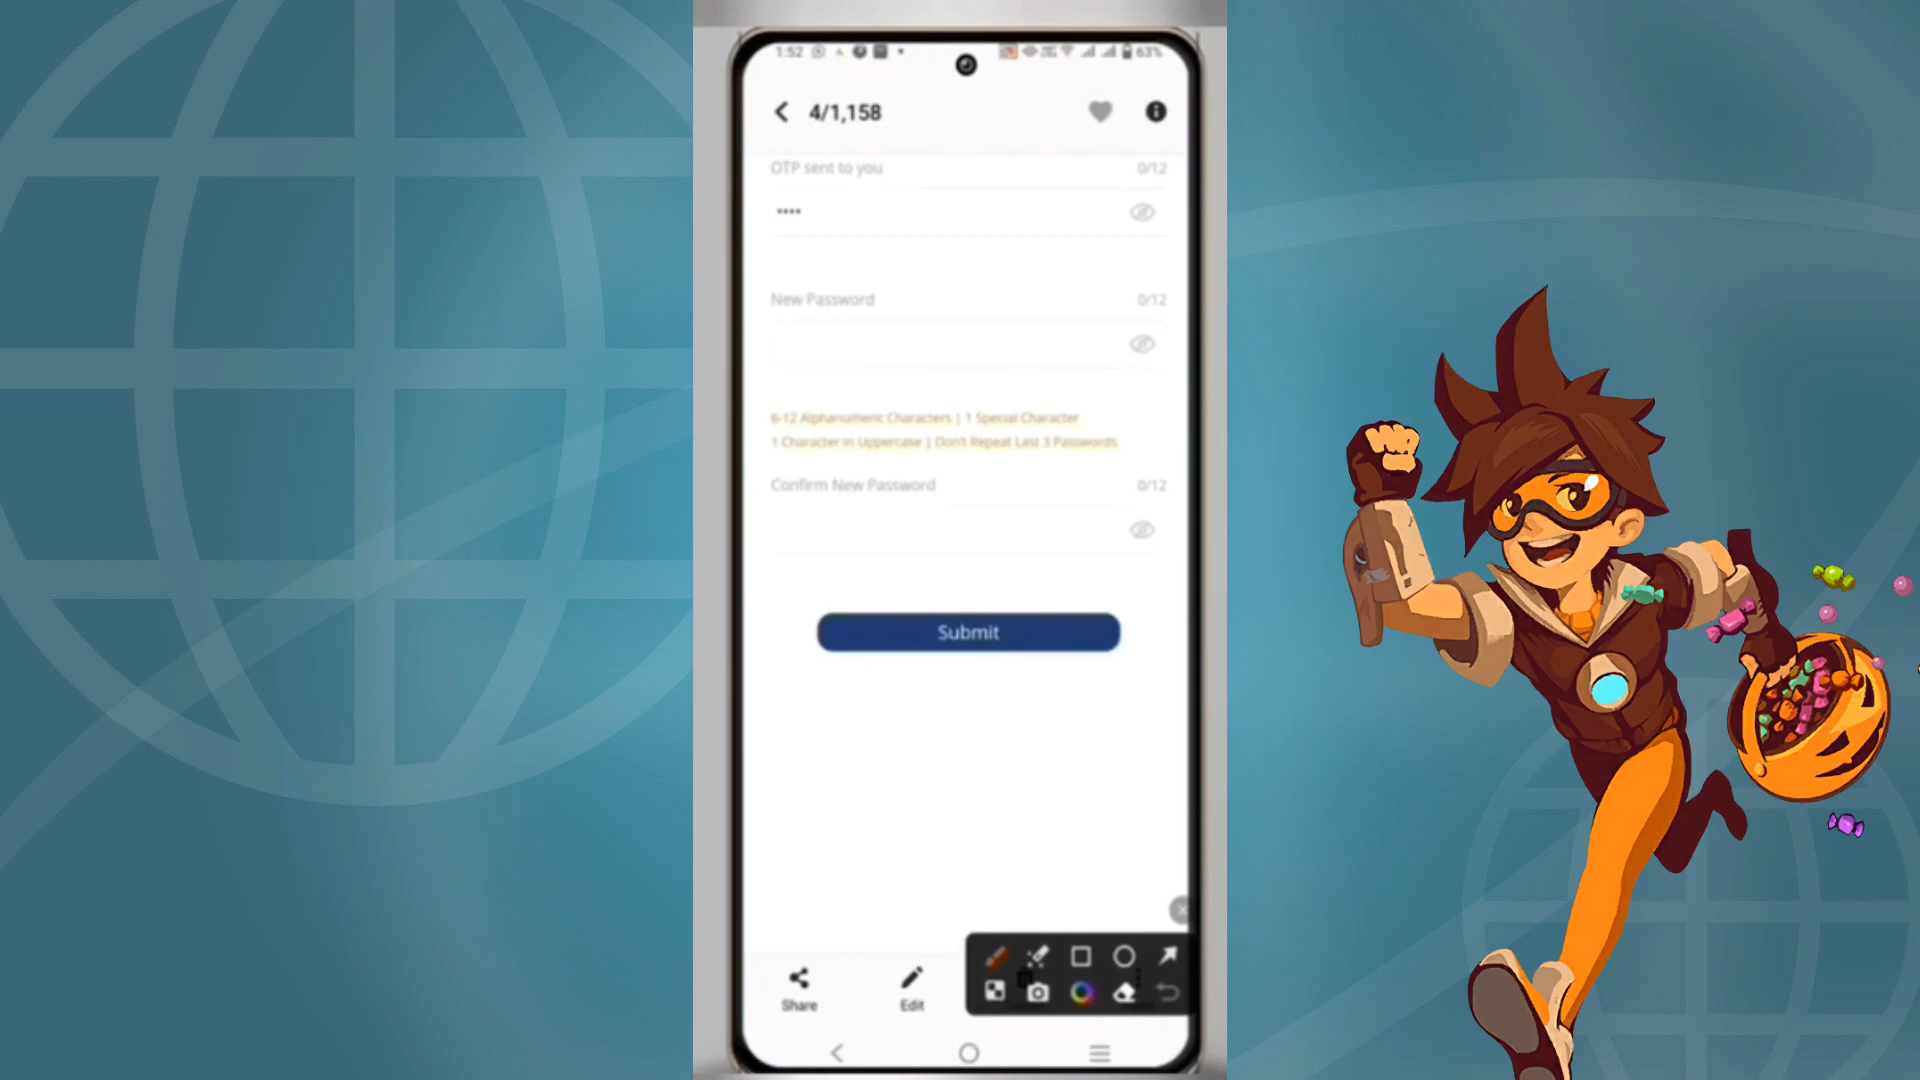 1:52
63%
4/1,158
OTP sent to you 0/12
••••
New Password 0/12
6-12 Alphanumeric Characters | 1 Special Character
1 Character in Uppercase | Don't Repeat Last 3 Passwords
Confirm New Password 0/12
Submit
Share
Edit